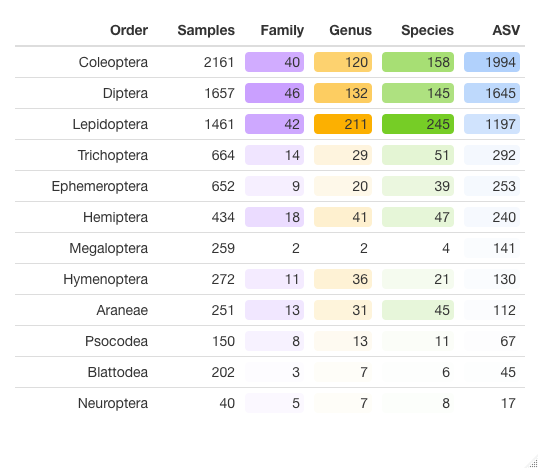 Order Samples Family Genus Species ASV
Coleoptera 2161 40 120 158 1994
Diptera 1657 46 132 145 1645
Lepidoptera 1461 42 211 245 1197
Trichoptera 664 14 29 51 292
Ephemeroptera 652 9 20 39 253
Hemiptera 434 18 41 47 240
Megaloptera 259 2 2 4 141
Hymenoptera 272 11 36 21 130
Araneae 251 13 31 45 112
Psocodea 150 8 13 11 67
Blattodea 202 3 7 6 45
Neuroptera 40 5 7 8 17